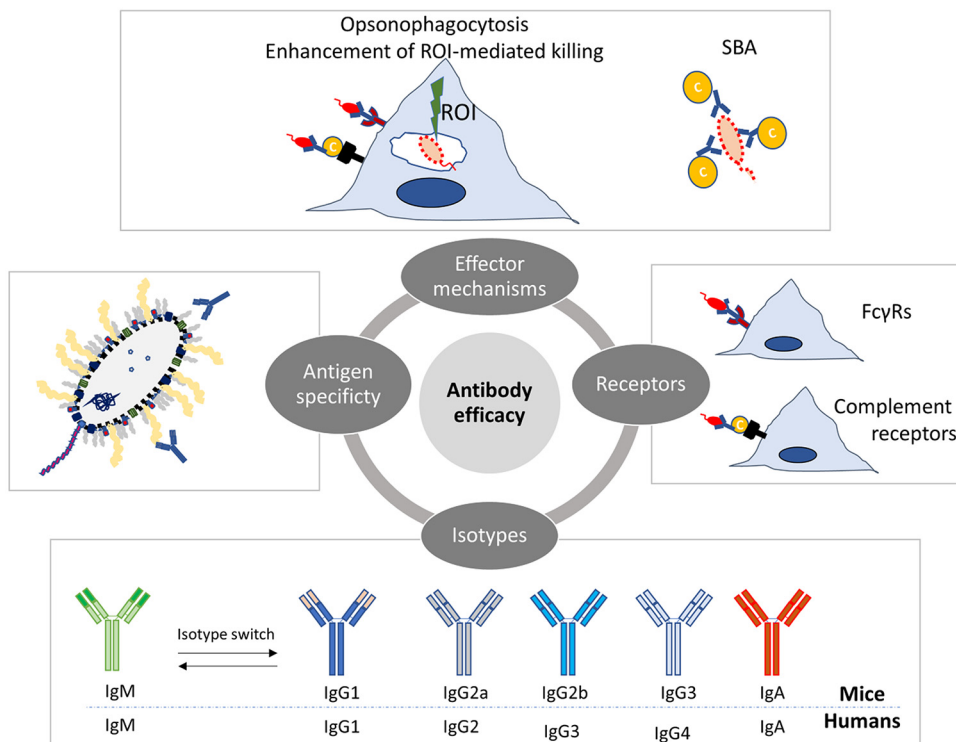 Opsonophagocytosis
Enhancement of ROI-mediated killing
SBA
ROI
C
C
C
C
Effector
mechanisms
Antigen
specificty
Antibody
efficacy
Receptors
FcγRs
Complement
receptors
C
Isotypes
Isotype switch
IgM
IgG1
IgG2a
IgG2b
IgG3
IgA
Mice
IgM
IgG1
IgG2
IgG3
IgG4
IgA
Humans